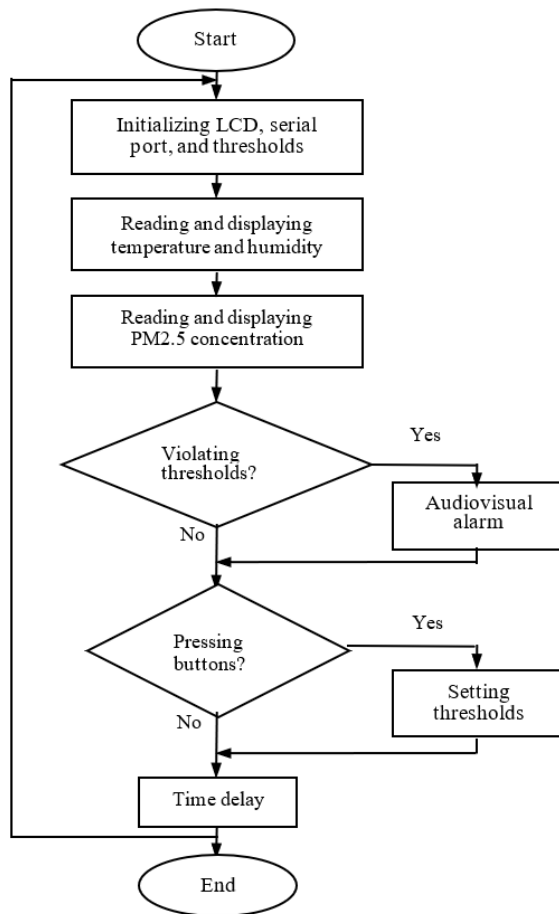 Start
Initializing LCD, serial
port, and thresholds
Reading and displaying
temperature and humidity
Reading and displaying
PM2.5 concentration
Violating
thresholds?
Yes
Audiovisual
alarm
No
Pressing
buttons?
Yes
Setting
thresholds
No
Time delay
End